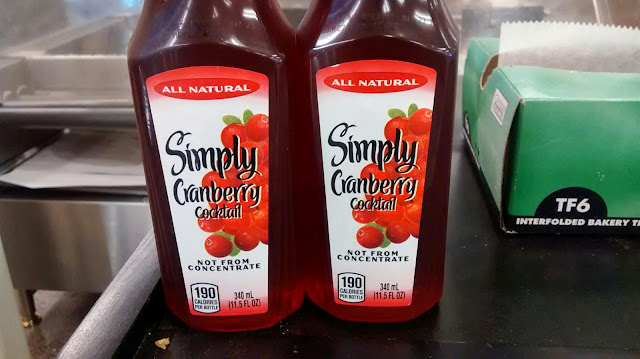 ALL NATURAL
Simply
Cranberry
Cocktail
NOT FROM
CONCENTRATE
190
CALORIES
PER BOTTLE
340 mL
(11.5 FL OZ)
ALL NATURAL
Simply
Cranberry
Cocktail
NOT FROM
CONCENTRATE
190
CALORIES
PER BOTTLE
340 mL
(11.5 FL OZ)
TF6
INTERFOLDED BAKERY